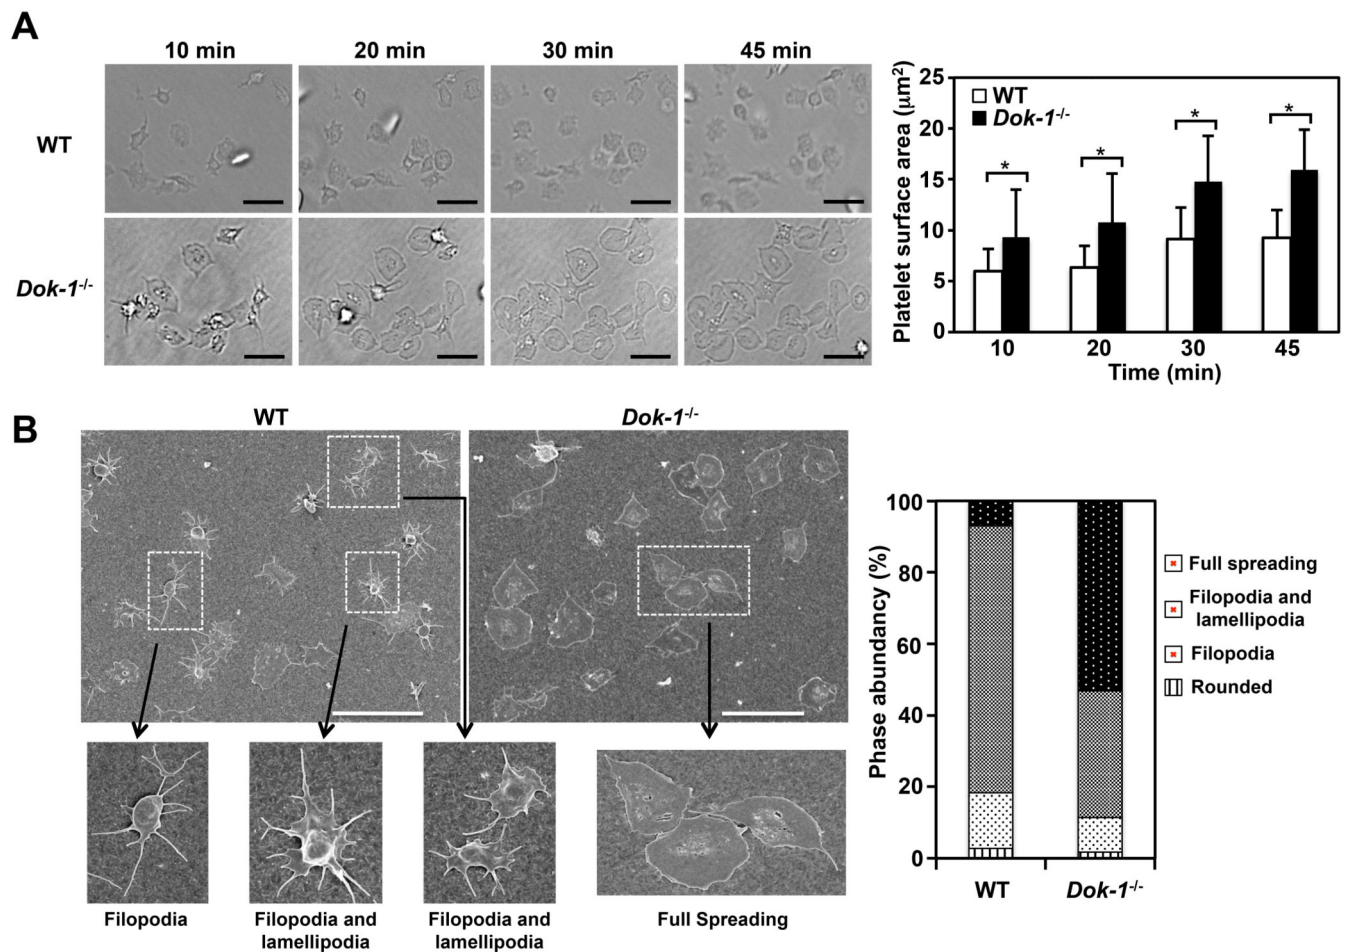 A
10 min
20 min
30 min
45 min
WT
Dok-1-/-
Platelet surface area (μm2)
25
20
15
10
5
0
WT
Dok-1-/-
*
*
*
*
10
20
30
45
Time (min)
B
WT
Dok-1-/-
Filopodia
Filopodia and
lamellipodia
Filopodia and
lamellipodia
Full Spreading
Phase abundancy (%)
100
80
60
40
20
0
WT
Dok-1-/-
Full spreading
Filopodia and
lamellipodia
Filopodia
Rounded